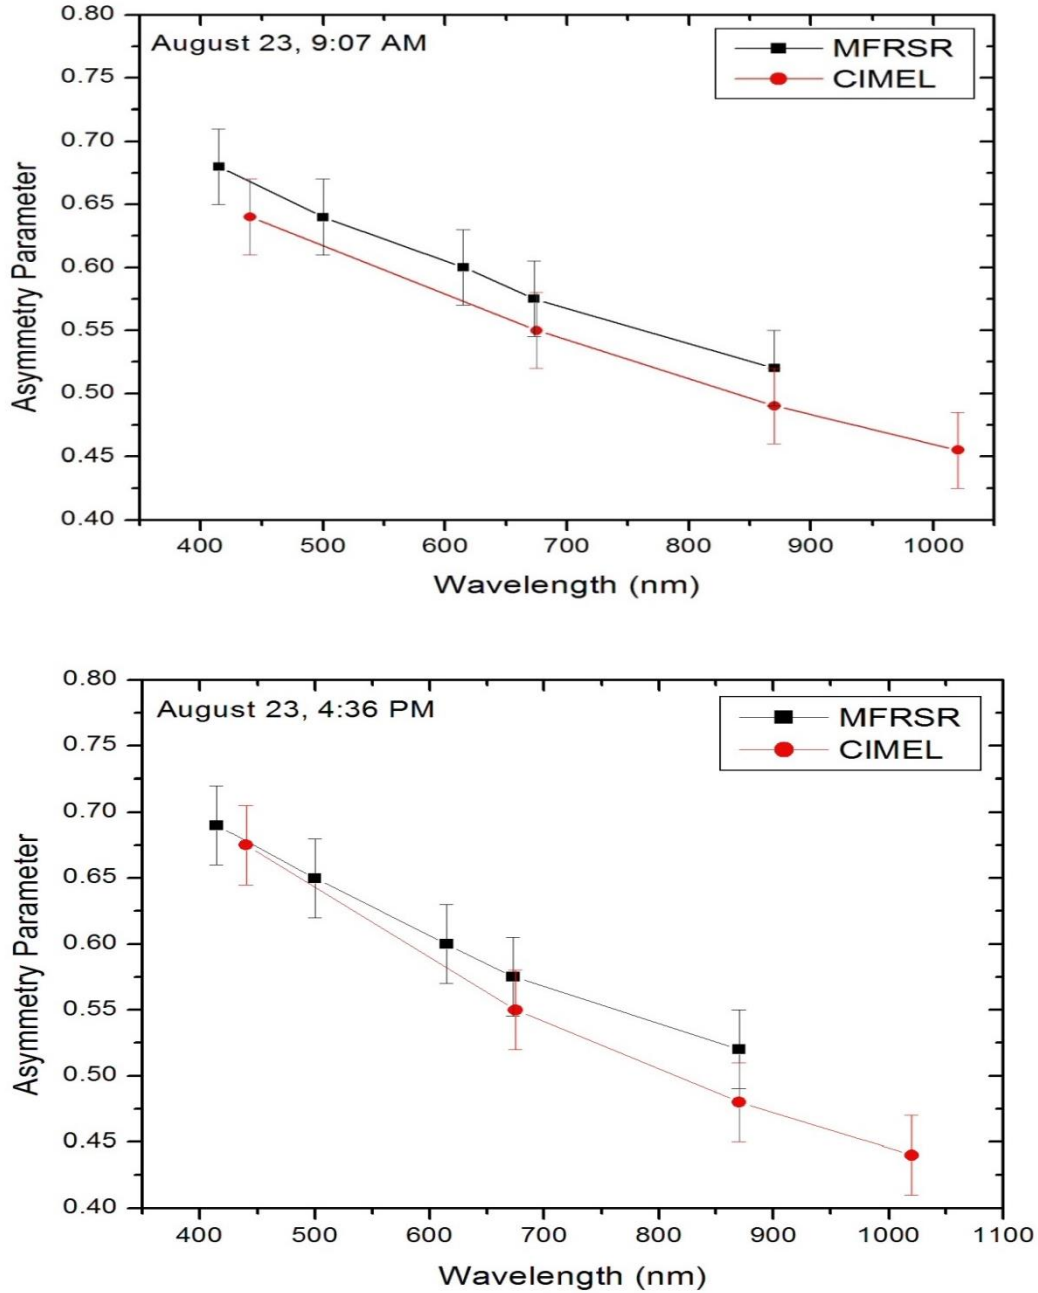 0.80
August 23, 9:07 AM
MFRSR
CIMEL
0.75
0.70
0.65
0.60
0.55
0.50
0.45
0.40
Asymmetry Parameter
400 500 600 700 800 900 1000
Wavelength (nm)
0.80
August 23, 4:36 PM
MFRSR
CIMEL
0.75
0.70
0.65
0.60
0.55
0.50
0.45
0.40
Asymmetry Parameter
400 500 600 700 800 900 1000 1100
Wavelength (nm)